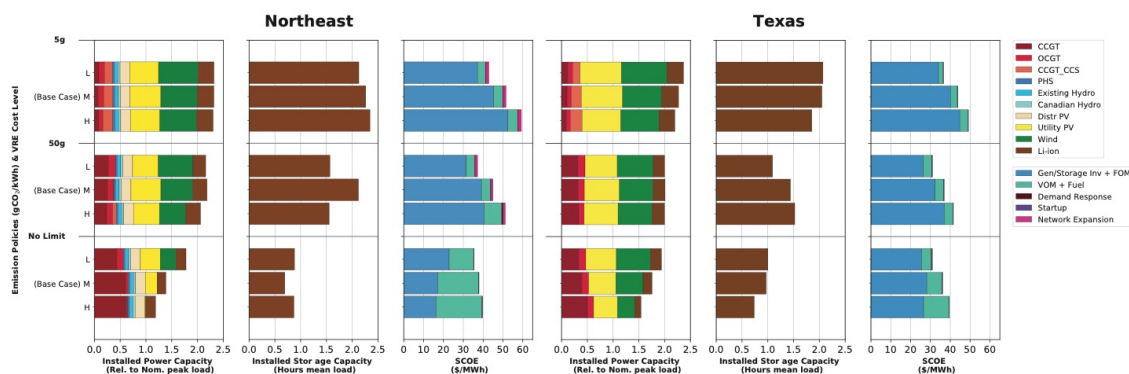 Northeast
Texas
Emission Policies (gCO₂/kWh) & VRE Cost Level
5g
L
(Base Case) M
H
50g
L
(Base Case) M
H
No Limit
L
(Base Case) M
H
0.0 0.5 1.0 1.5 2.0 2.5
Installed Power Capacity
(Rel. to Nom. peak load)
0.0 0.5 1.0 1.5 2.0 2.5
Installed Stor age Capacity
(Hours mean load)
0 10 20 30 40 50 60
SCOE
($/MWh)
0.0 0.5 1.0 1.5 2.0 2.5
Installed Power Capacity
(Rel. to Nom. peak load)
0.0 0.5 1.0 1.5 2.0 2.5
Installed Stor age Capacity
(Hours mean load)
0 10 20 30 40 50 60
SCOE
($/MWh)
CCGT
OCGT
CCGT_CCS
PHS
Existing Hydro
Canadian Hydro
Distr PV
Utility PV
Wind
Li-ion
Gen/Storage Inv + FOM
VOM + Fuel
Demand Response
Startup
Network Expansion